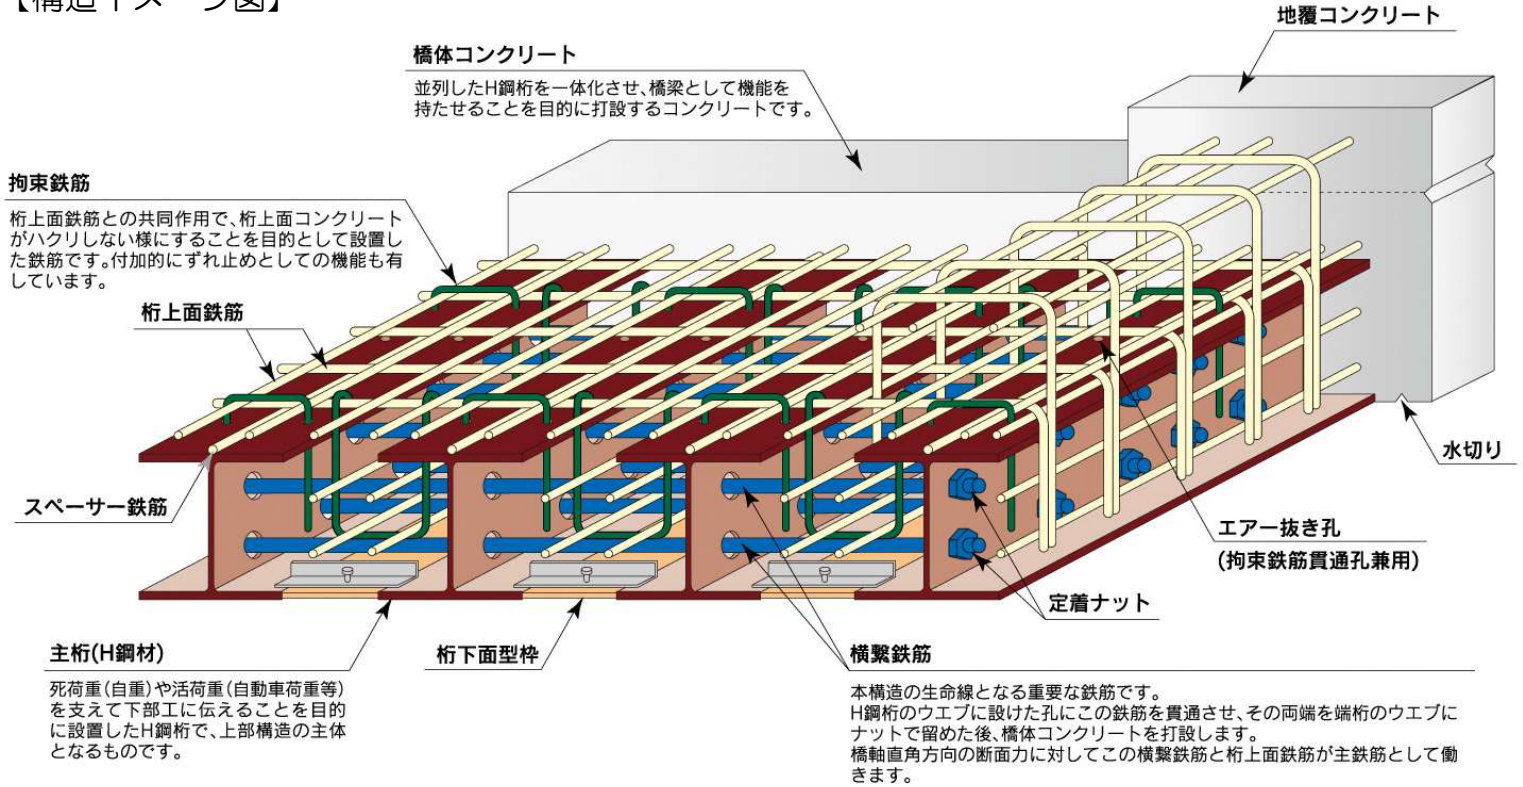 【構造イメージ図】
地覆コンクリート
橋体コンクリート
並列したH鋼桁を一体化させ、橋梁として機能を
持たせることを目的に打設するコンクリートです。
拘束鉄筋
桁上面鉄筋との共同作用で、桁上面コンクリート
がハクリしない様にすることを目的として設置し
た鉄筋です。付加的にずれ止めとしての機能も有
しています。
桁上面鉄筋
スペーサー鉄筋
水切り
エアー抜き孔
(拘束鉄筋貫通孔兼用)
定着ナット
主桁(H鋼材)
死荷重(自重)や活荷重(自動車荷重等)
を支えて下部工に伝えることを目的
に設置したH鋼桁で、上部構造の主体
となるものです。
桁下面型枠
横繋鉄筋
本構造の生命線となる重要な鉄筋です。
H鋼桁のウエブに設けた孔にこの鉄筋を貫通させ、その両端を端桁のウエブに
ナットで留めた後、橋体コンクリートを打設します。
橋軸直角方向の断面力に対してこの横繋鉄筋と桁上面鉄筋が主鉄筋として働
きます。